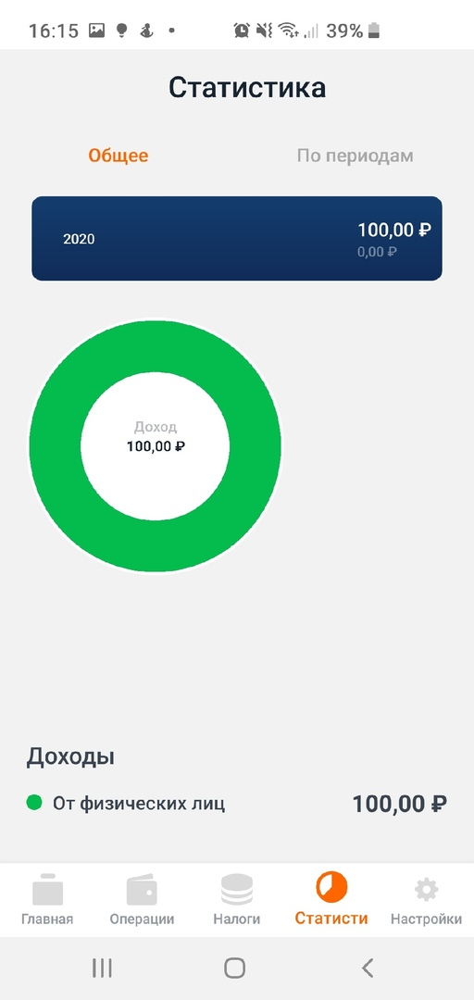 16:15
39%
Статистика
Общее
По периодам
2020
100,00 ₽
0,00 ₽
Доход
100,00 ₽
Доходы
От физических лиц
100,00 ₽
Главная
Операции
Налоги
Статисти
Настройки